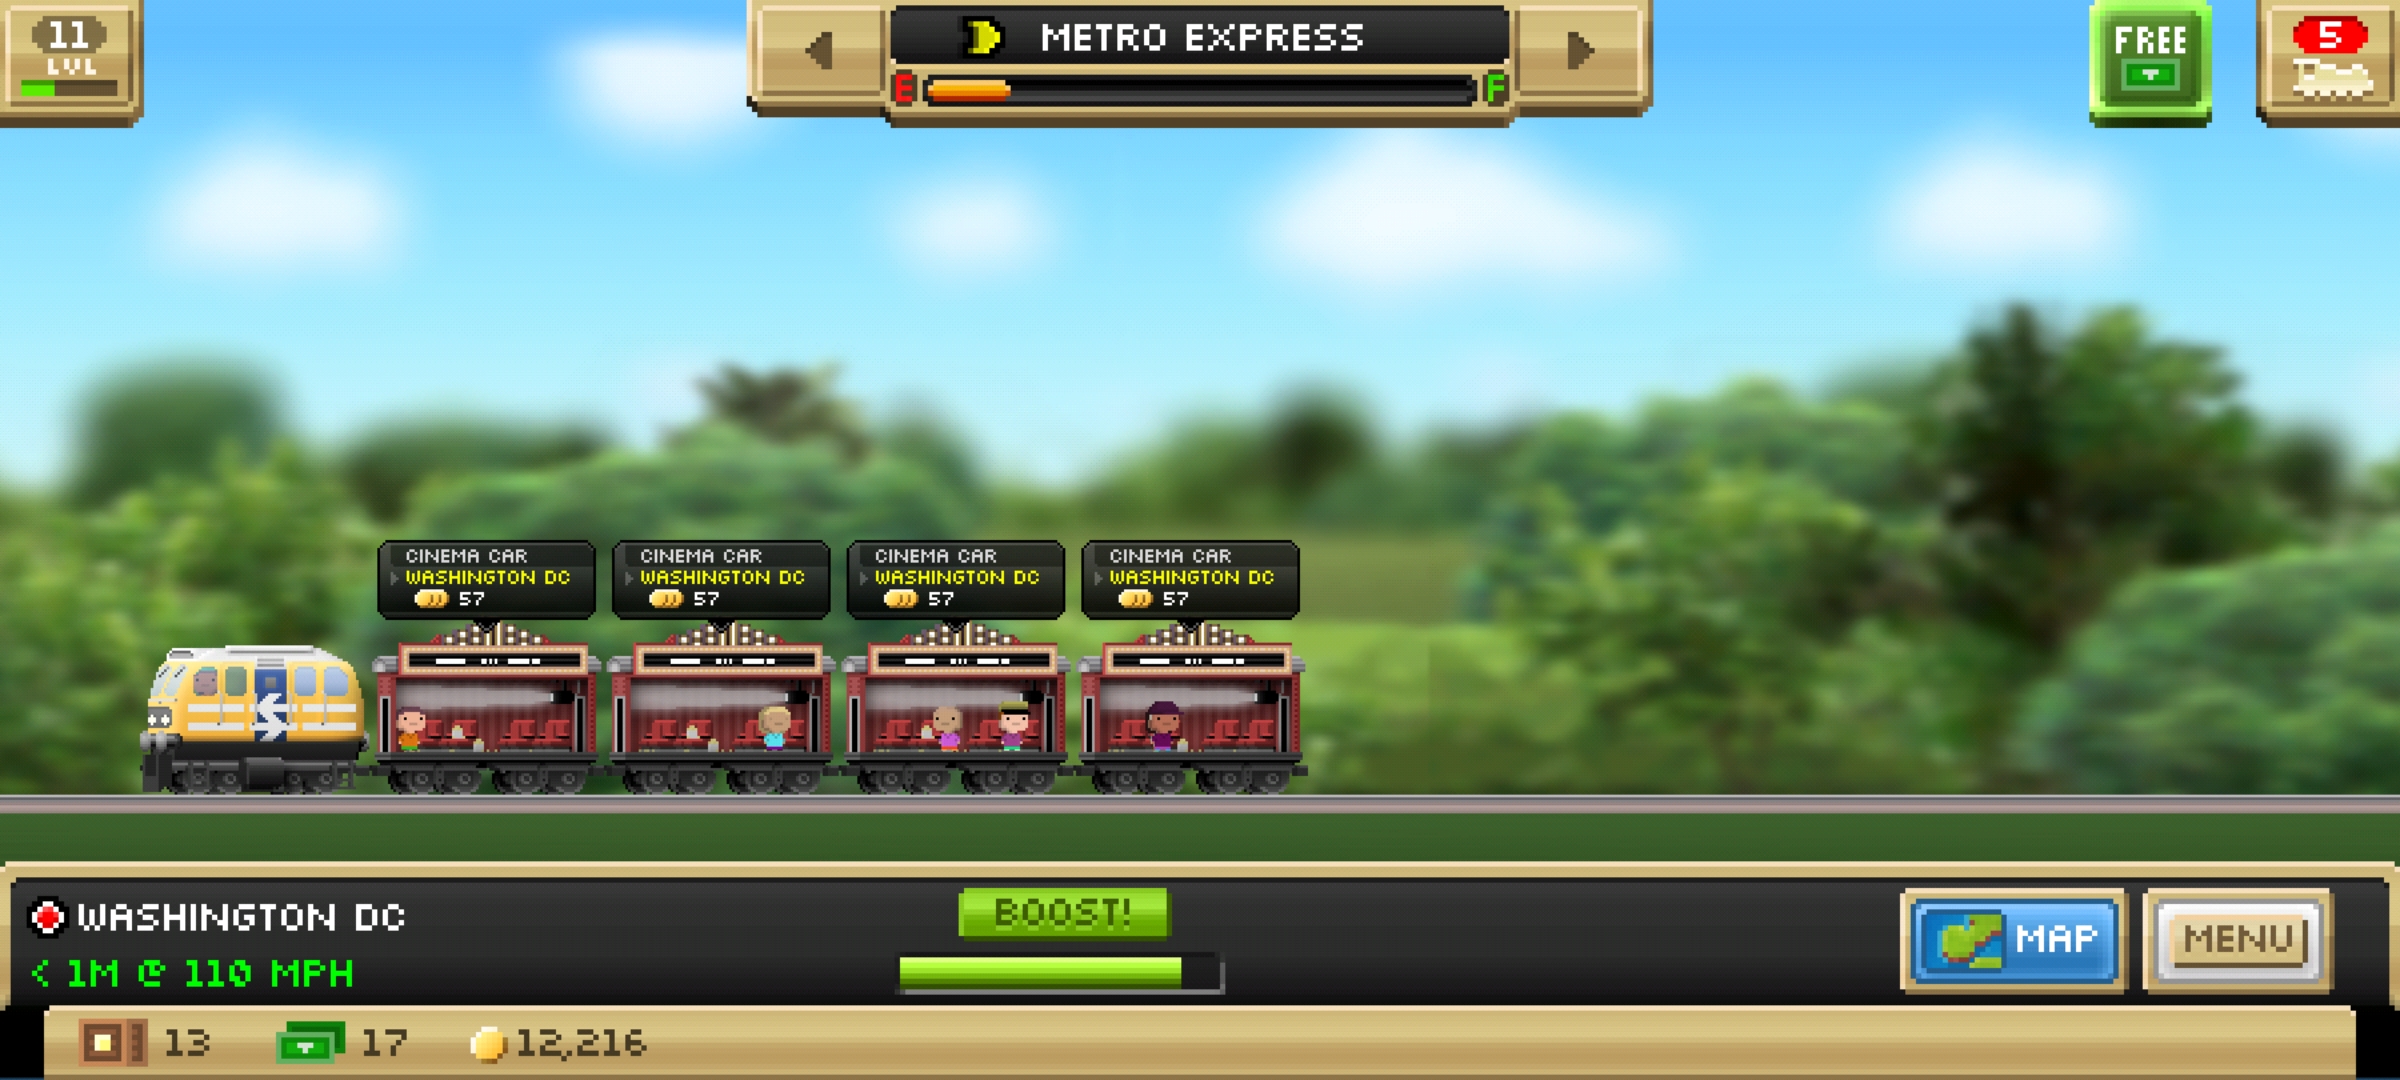 11
LVL
METRO EXPRESS
E F
FREE
5
CINEMA CAR
WASHINGTON DC
57
CINEMA CAR
WASHINGTON DC
57
CINEMA CAR
WASHINGTON DC
57
CINEMA CAR
WASHINGTON DC
57
WASHINGTON DC
< 1M @ 110 MPH
BOOST!
MAP
MENU
13
17
12,216